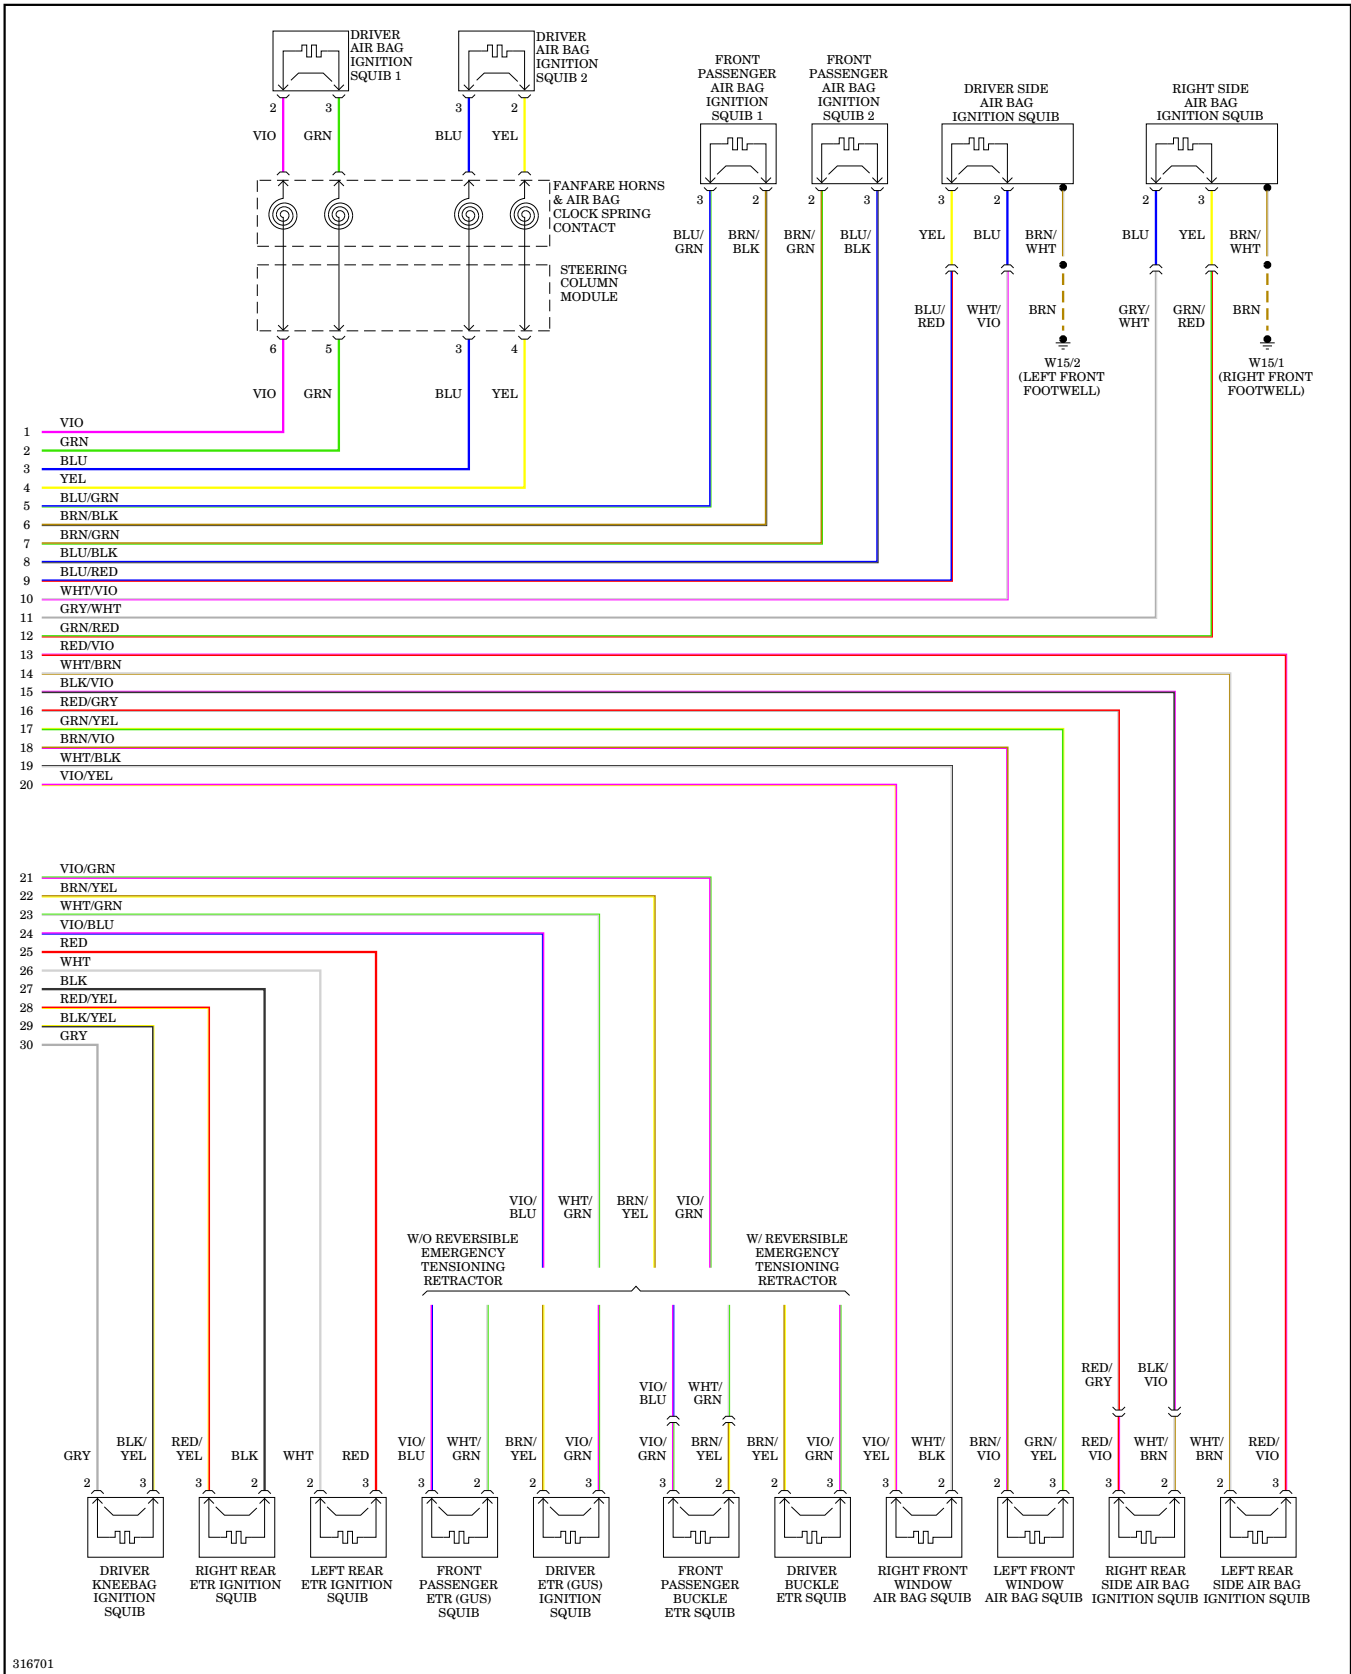 DRIVER
AIR BAG
IGNITION
SQUIB 1
DRIVER
AIR BAG
IGNITION
SQUIB 2
FRONT
PASSENGER
AIR BAG
IGNITION
SQUIB 1
FRONT
PASSENGER
AIR BAG
IGNITION
SQUIB 2
DRIVER SIDE
AIR BAG
IGNITION SQUIB
RIGHT SIDE
AIR BAG
IGNITION SQUIB
2 3 3 2
VIO GRN BLU YEL
3 2 2 3 3 2 2 3
BLU/
GRN
BRN/
BLK
BRN/
GRN
BLU/
BLK
YEL BLU
BRN/
WHT
BLU YEL
BRN/
WHT
FANFARE HORNS
& AIR BAG
CLOCK SPRING
CONTACT
STEERING
COLUMN
MODULE
BLU/
RED
WHT/
VIO
BRN
GRY/
WHT
GRN/
RED
BRN
6 5 3 4
W15/2
(LEFT FRONT
FOOTWELL)
W15/1
(RIGHT FRONT
FOOTWELL)
VIO GRN BLU YEL
1 VIO
2 GRN
3 BLU
4 YEL
5 BLU/GRN
6 BRN/BLK
7 BRN/GRN
8 BLU/BLK
9 BLU/RED
10 WHT/VIO
11 GRY/WHT
12 GRN/RED
13 RED/VIO
14 WHT/BRN
15 BLK/VIO
16 RED/GRY
17 GRN/YEL
18 BRN/VIO
19 WHT/BLK
20 VIO/YEL
21 VIO/GRN
22 BRN/YEL
23 WHT/GRN
24 VIO/BLU
25 RED
26 WHT
27 BLK
28 RED/YEL
29 BLK/YEL
30 GRY
VIO/
BLU
WHT/
GRN
BRN/
YEL
VIO/
GRN
W/O REVERSIBLE
EMERGENCY
TENSIONING
RETRACTOR
W/ REVERSIBLE
EMERGENCY
TENSIONING
RETRACTOR
VIO/
BLU
WHT/
GRN
RED/
GRY
BLK/
VIO
GRY
BLK/
YEL
RED/
YEL
BLK
WHT
RED
VIO/
BLU
WHT/
GRN
BRN/
YEL
VIO/
GRN
VIO/
GRN
BRN/
YEL
BRN/
YEL
VIO/
GRN
VIO/
YEL
WHT/
BLK
BRN/
VIO
GRN/
YEL
RED/
VIO
WHT/
BRN
WHT/
BRN
RED/
VIO
2 3 3 2 2 3 3 2 2 3 3 2 2 3 3 2 2 3 3 2 2 3
DRIVER
KNEEBAG
IGNITION
SQUIB
RIGHT REAR
ETR IGNITION
SQUIB
LEFT REAR
ETR IGNITION
SQUIB
FRONT
PASSENGER
ETR (GUS)
SQUIB
DRIVER
ETR (GUS)
IGNITION
SQUIB
FRONT
PASSENGER
BUCKLE
ETR SQUIB
DRIVER
BUCKLE
ETR SQUIB
RIGHT FRONT
WINDOW
AIR BAG SQUIB
LEFT FRONT
WINDOW
AIR BAG SQUIB
RIGHT REAR
SIDE AIR BAG
IGNITION SQUIB
LEFT REAR
SIDE AIR BAG
IGNITION SQUIB
316701